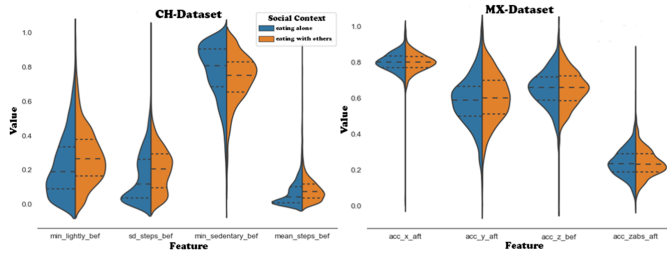 CH-Dataset
Social Context
eating alone
eating with others
Value
1.0
0.8
0.6
0.4
0.2
0.0
min_lightly_bef sd_steps_bef min_sedentary_bef mean_steps_bef
Feature
MX-Dataset
Value
1.0
0.8
0.6
0.4
0.2
0.0
acc_x_aft acc_y_aft acc_z_bef acc_zabs_aft
Feature